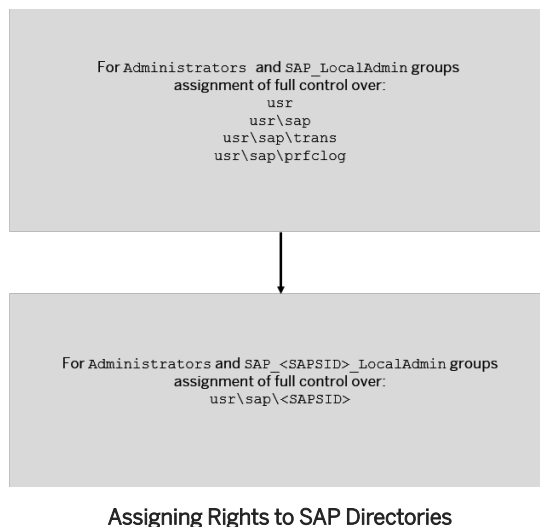 For Administrators and SAP_LocalAdmin groups
assignment of full control over:
usr
usr\sap
usr\sap\trans
usr\sap\prfclog
For Administrators and SAP_<SAPSID>_LocalAdmin groups
assignment of full control over:
usr\sap\<SAPSID>
Assigning Rights to SAP Directories